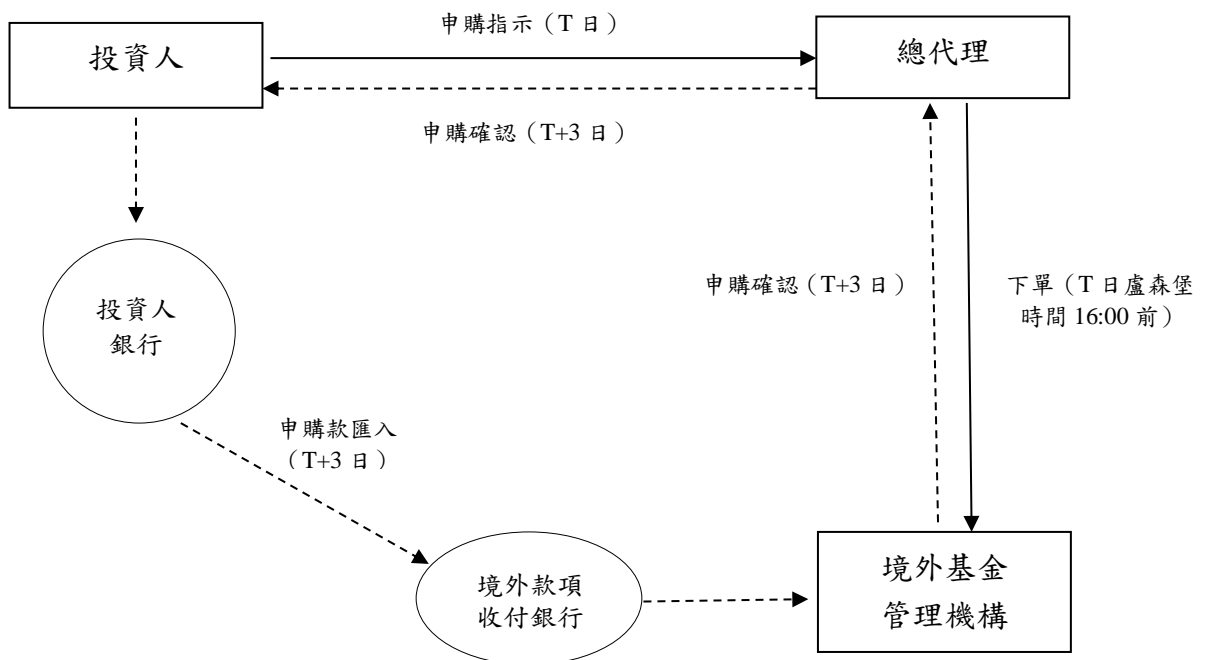 申購指示（T 日）
投資人
總代理
申購確認（T+3 日）
申購確認（T+3 日）
下單（T 日盧森堡
時間 16:00 前）
投資人
銀行
申購款匯入
（T+3 日）
境外款項
收付銀行
境外基金
管理機構